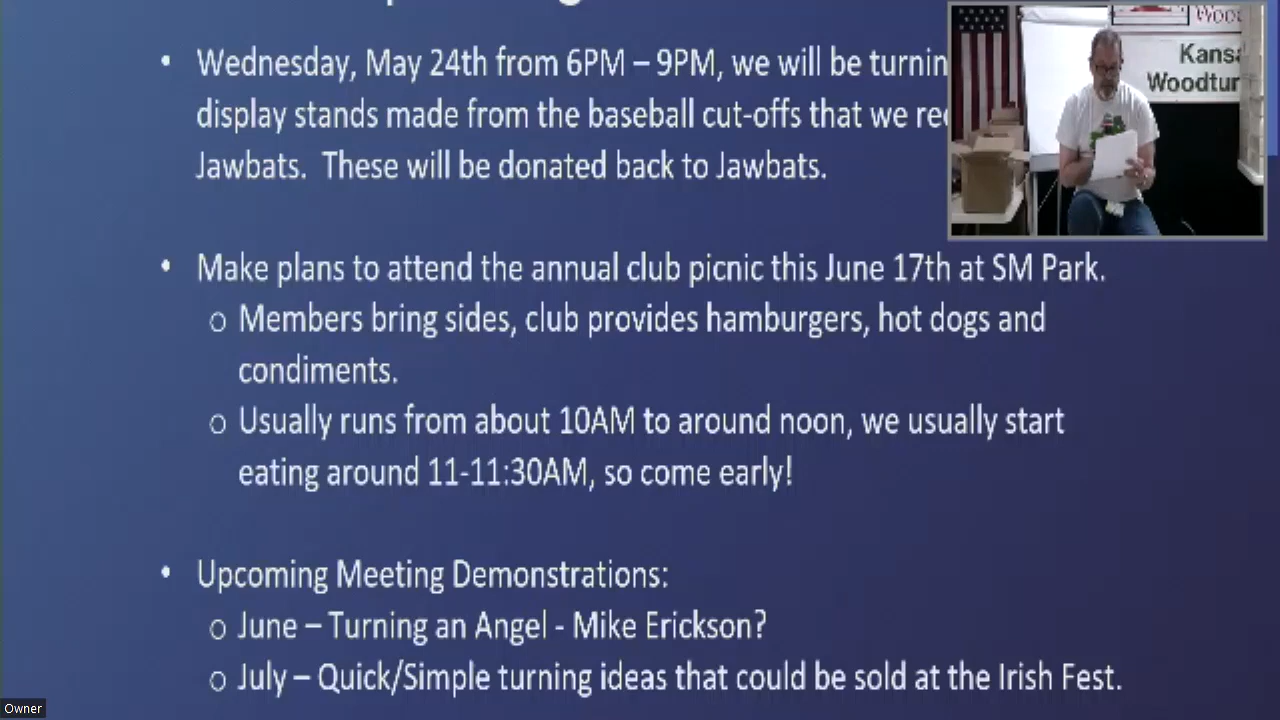 Wednesday, May 24th from 6PM – 9PM, we will be
display stands made from the baseball cut-offs that we
Jawbats. These will be donated back to Jawbats.
Make plans to attend the annual club picnic this June 17th at SM Park.
Members bring sides, club provides hamburgers, hot dogs and
condiments.
Usually runs from about 10AM to around noon, we usually start
eating around 11-11:30AM, so come early!
Upcoming Meeting Demonstrations:
June – Turning an Angel - Mike Erickson?
July – Quick/Simple turning ideas that could be sold at the Irish Fest.
Owner